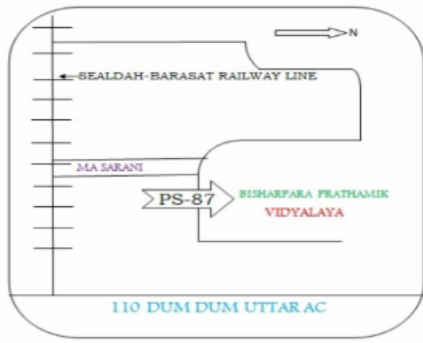 N
SEALDAH-BARASAT RAILWAY LINE
MA SARANI
PS-87
BISHARPARA PRATHAMIK
VIDYALAYA
110 DUM DUM UTTAR AC